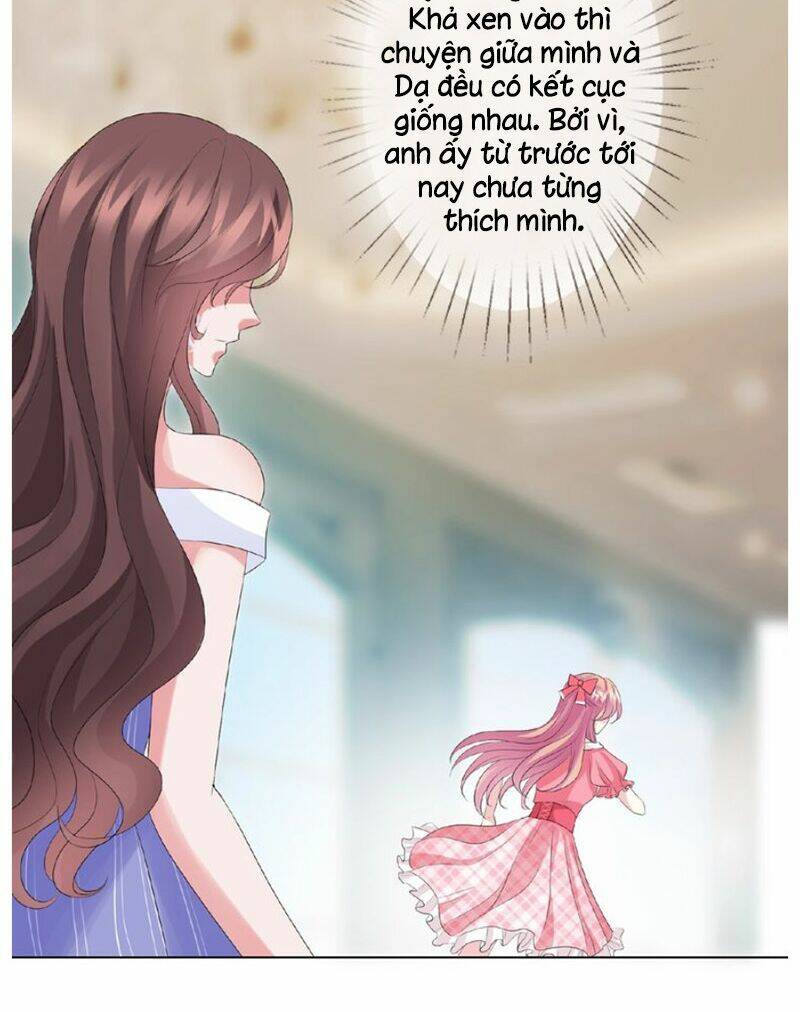 Khả xen vào thì
chuyện giữa mình và
Dạ đều có kết cục
giống nhau. Bởi vì,
anh ấy từ trước tới
nay chưa từng
thích mình.